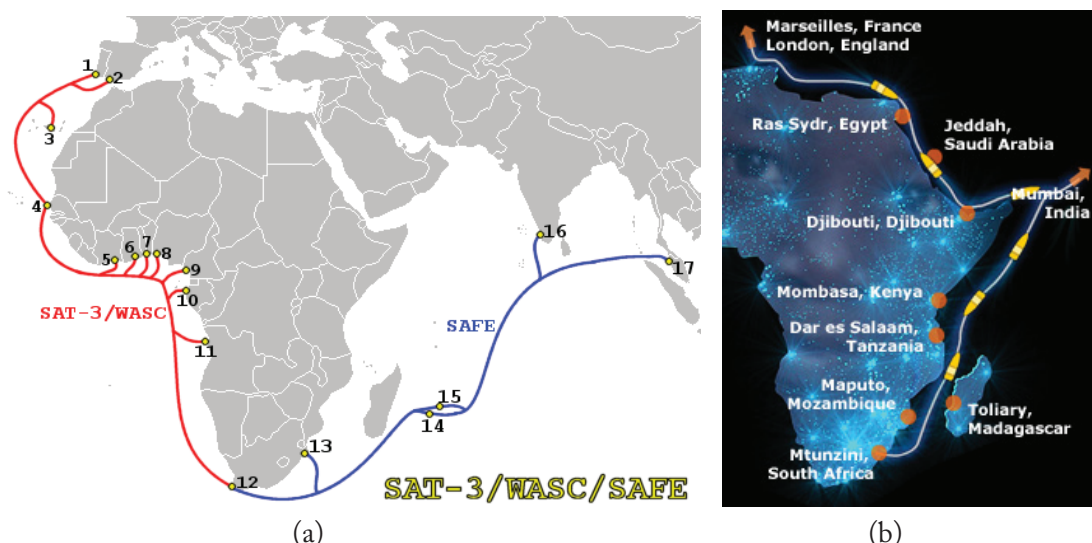 1
2
3
4
5
6
7
8
9
10
11
12
13
14
15
16
17
SAT-3/WASC
SAFE
SAT-3/WASC/SAFE
(a)
Marseilles, France
London, England
Ras Sydr, Egypt
Jeddah,
Saudi Arabia
Mumbai,
India
Djibouti, Djibouti
Mombasa, Kenya
Dar es Salaam,
Tanzania
Maputo,
Mozambique
Toliary,
Madagascar
Mtunzini,
South Africa
(b)